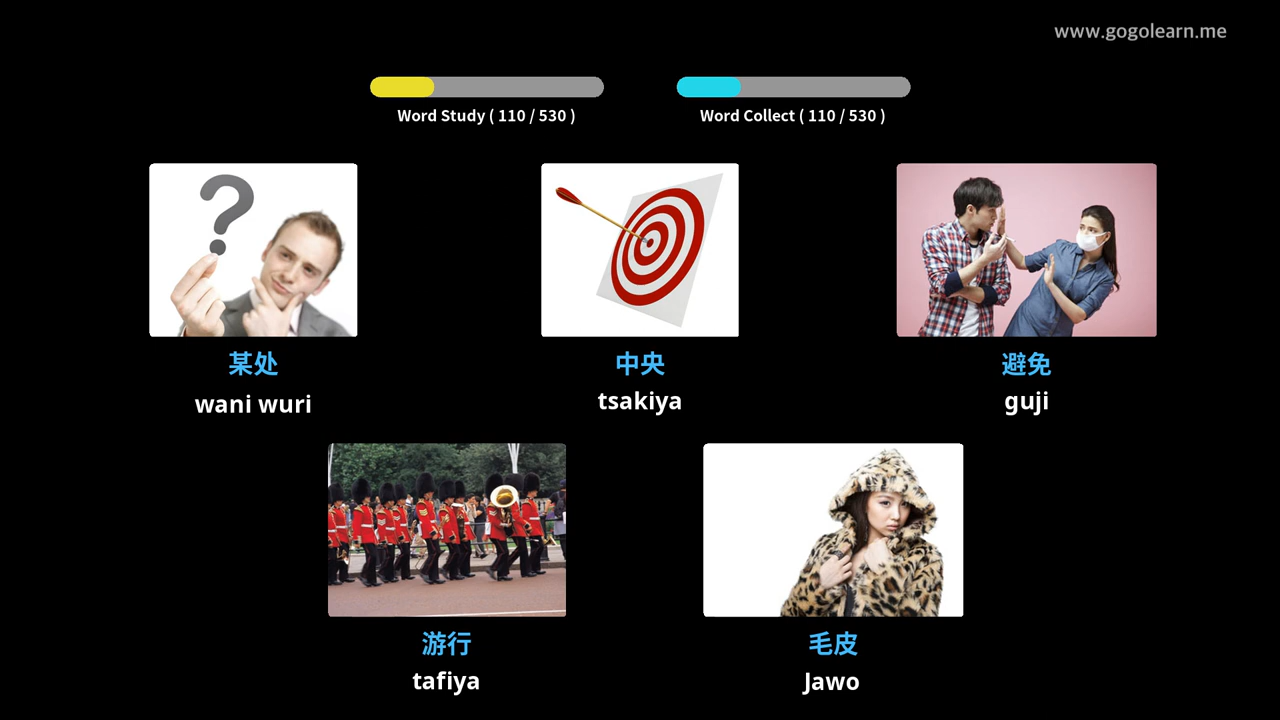 www.gogolearn.me
Word Study ( 110 / 530 )
Word Collect ( 110 / 530 )
某处
wani wuri
中央
tsakiya
避免
guji
游行
tafiya
毛皮
Jawo